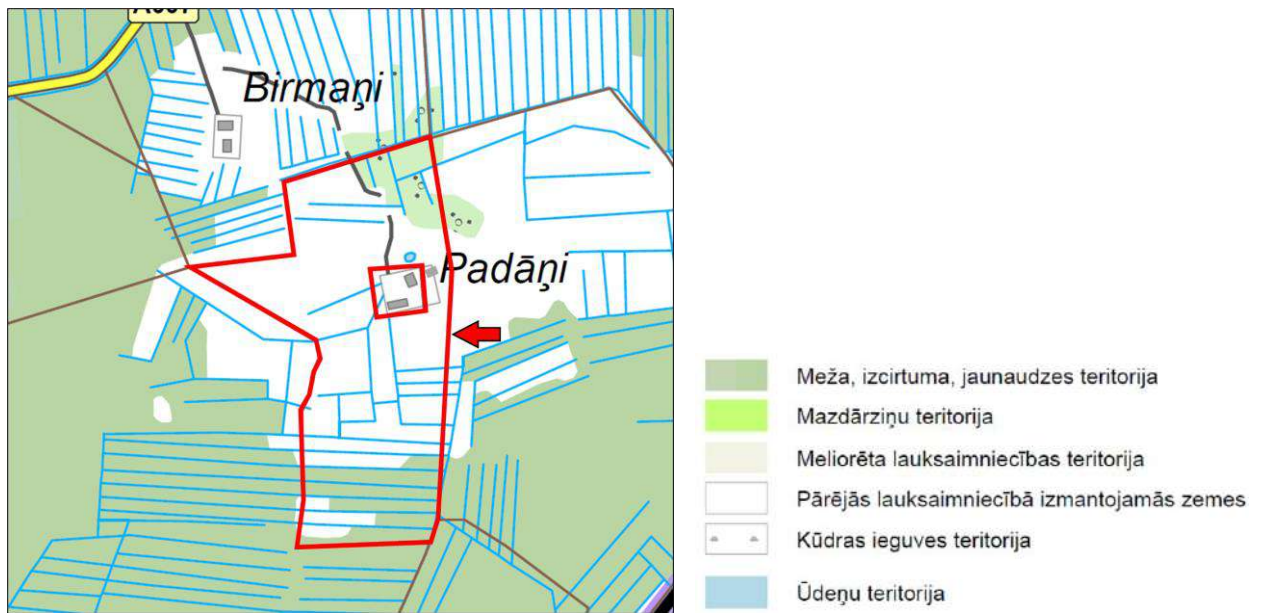 Birmaņi
Padāņi
Meža, izcirtuma, jaunaudzes teritorija
Mazdārziņu teritorija
Meliorēta lauksaimniecības teritorija
Pārējās lauksaimniecībā izmantojamās zemes
Kūdras ieguves teritorija
Ūdeņu teritorija